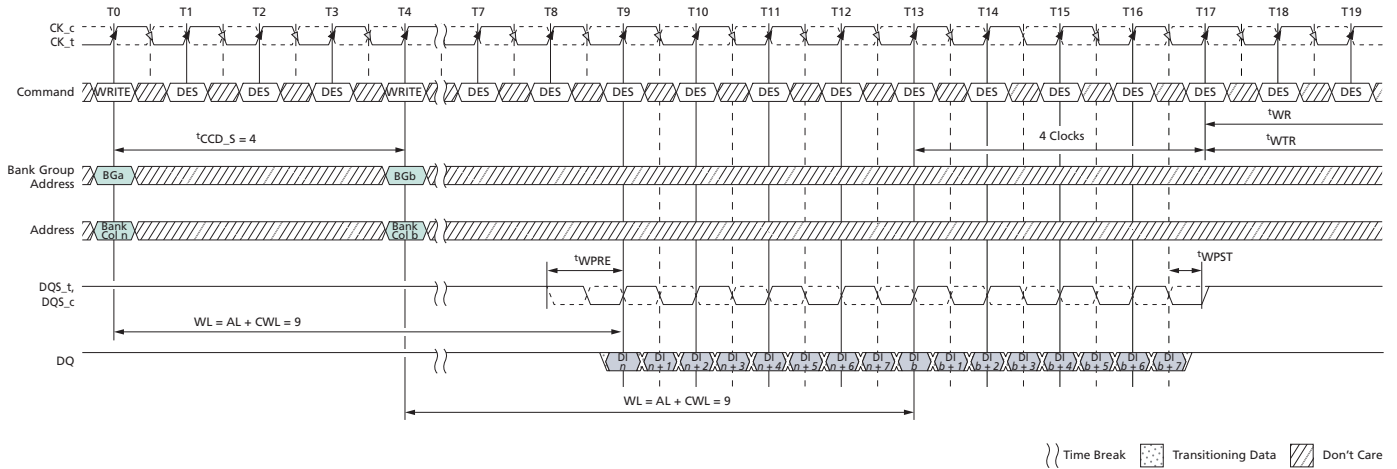 T0 T1 T2 T3 T4 T7 T8 T9 T10 T11 T12 T13 T14 T15 T16 T17 T18 T19
CK_c
CK_t
Command WRITE DES DES DES WRITE DES DES DES DES DES DES DES DES DES DES DES DES DES
tWR
tCCD_S = 4 4 Clocks tWTR
Bank Group
Address BGa BGb
Address Bank
Col n Bank
Col b
tWPRE tWPST
DQS_t,
DQS_c
WL = AL + CWL = 9
DQ DI
n DI
n + 1 DI
n + 2 DI
n + 3 DI
n + 4 DI
n + 5 DI
n + 6 DI
n + 7 DI
b DI
b + 1 DI
b + 2 DI
b + 3 DI
b + 4 DI
b + 5 DI
b + 6 DI
b + 7
WL = AL + CWL = 9
Time Break Transitioning Data Don't Care